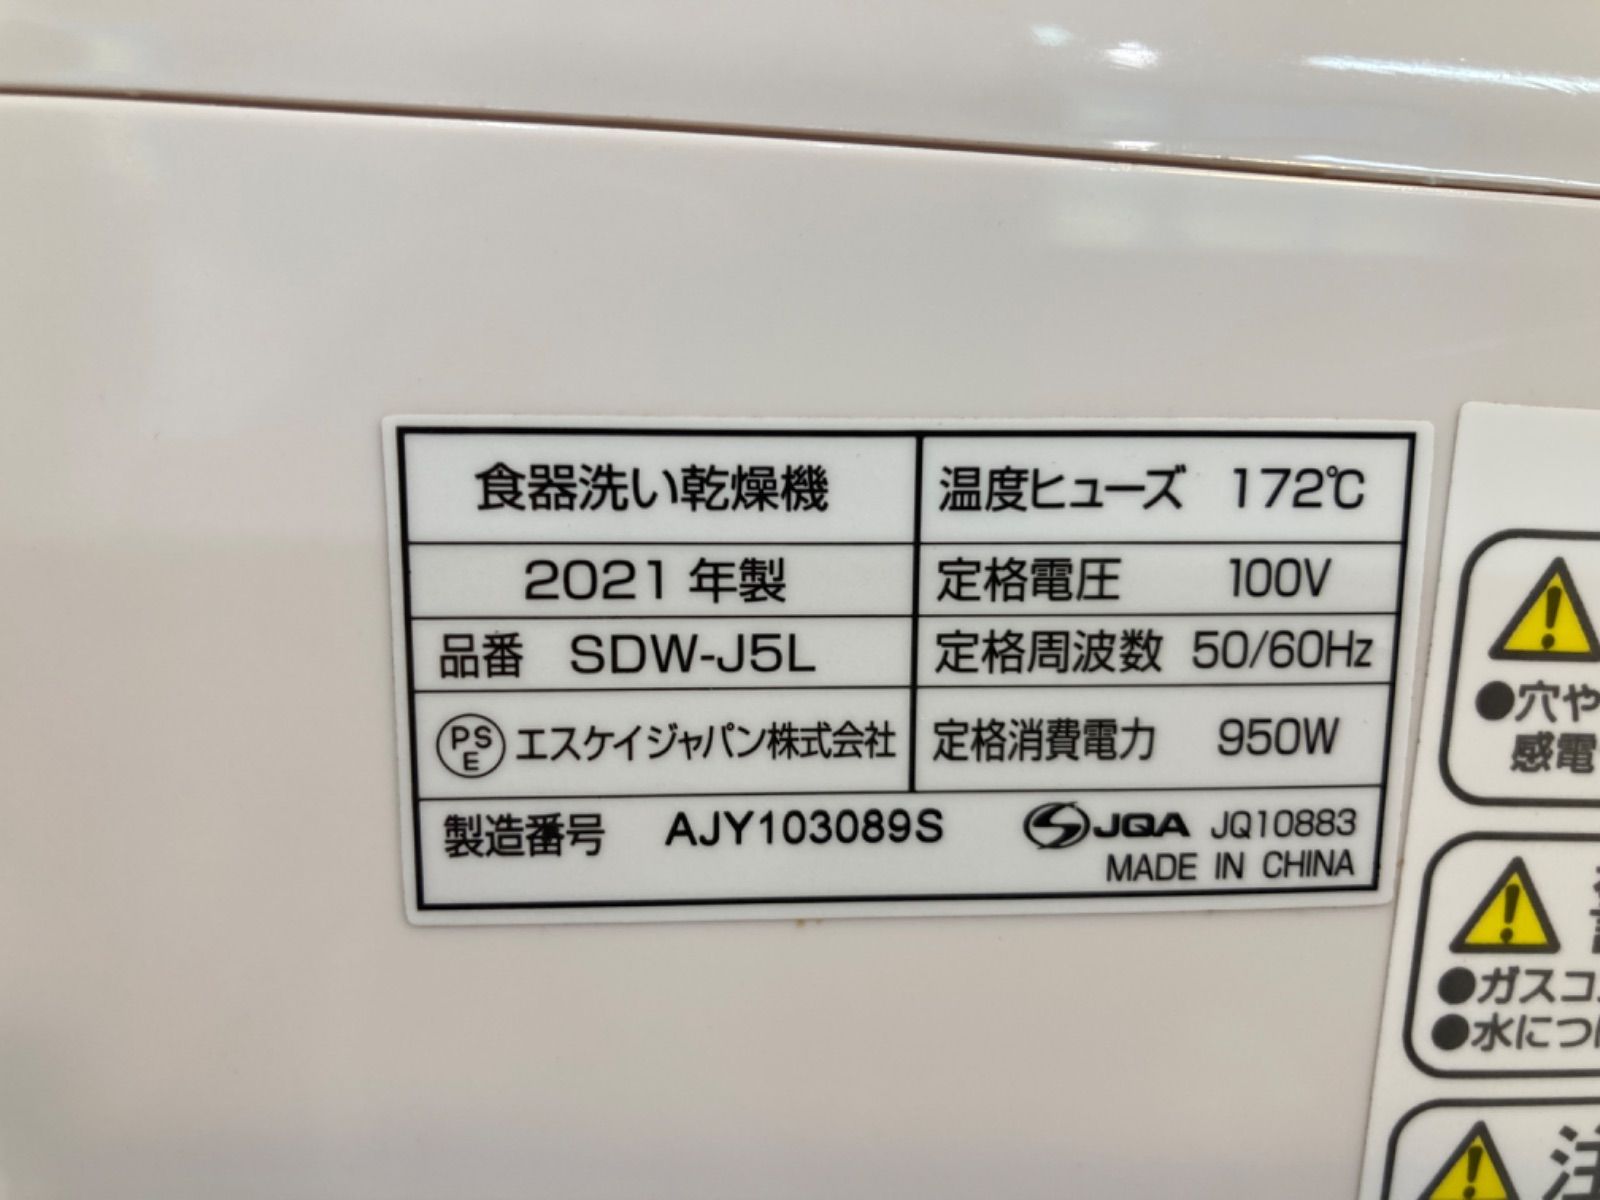 食器洗い乾燥機
温度ヒューズ 172℃
2021 年製
定格電圧 100V
品番 SDW-J5L
定格周波数 50/60Hz
PSE エスケイジャパン株式会社
定格消費電力 950W
製造番号 AJY103089S
JQA JQ10883
MADE IN CHINA
●穴や
感電
●ガスコ
●水につ
注